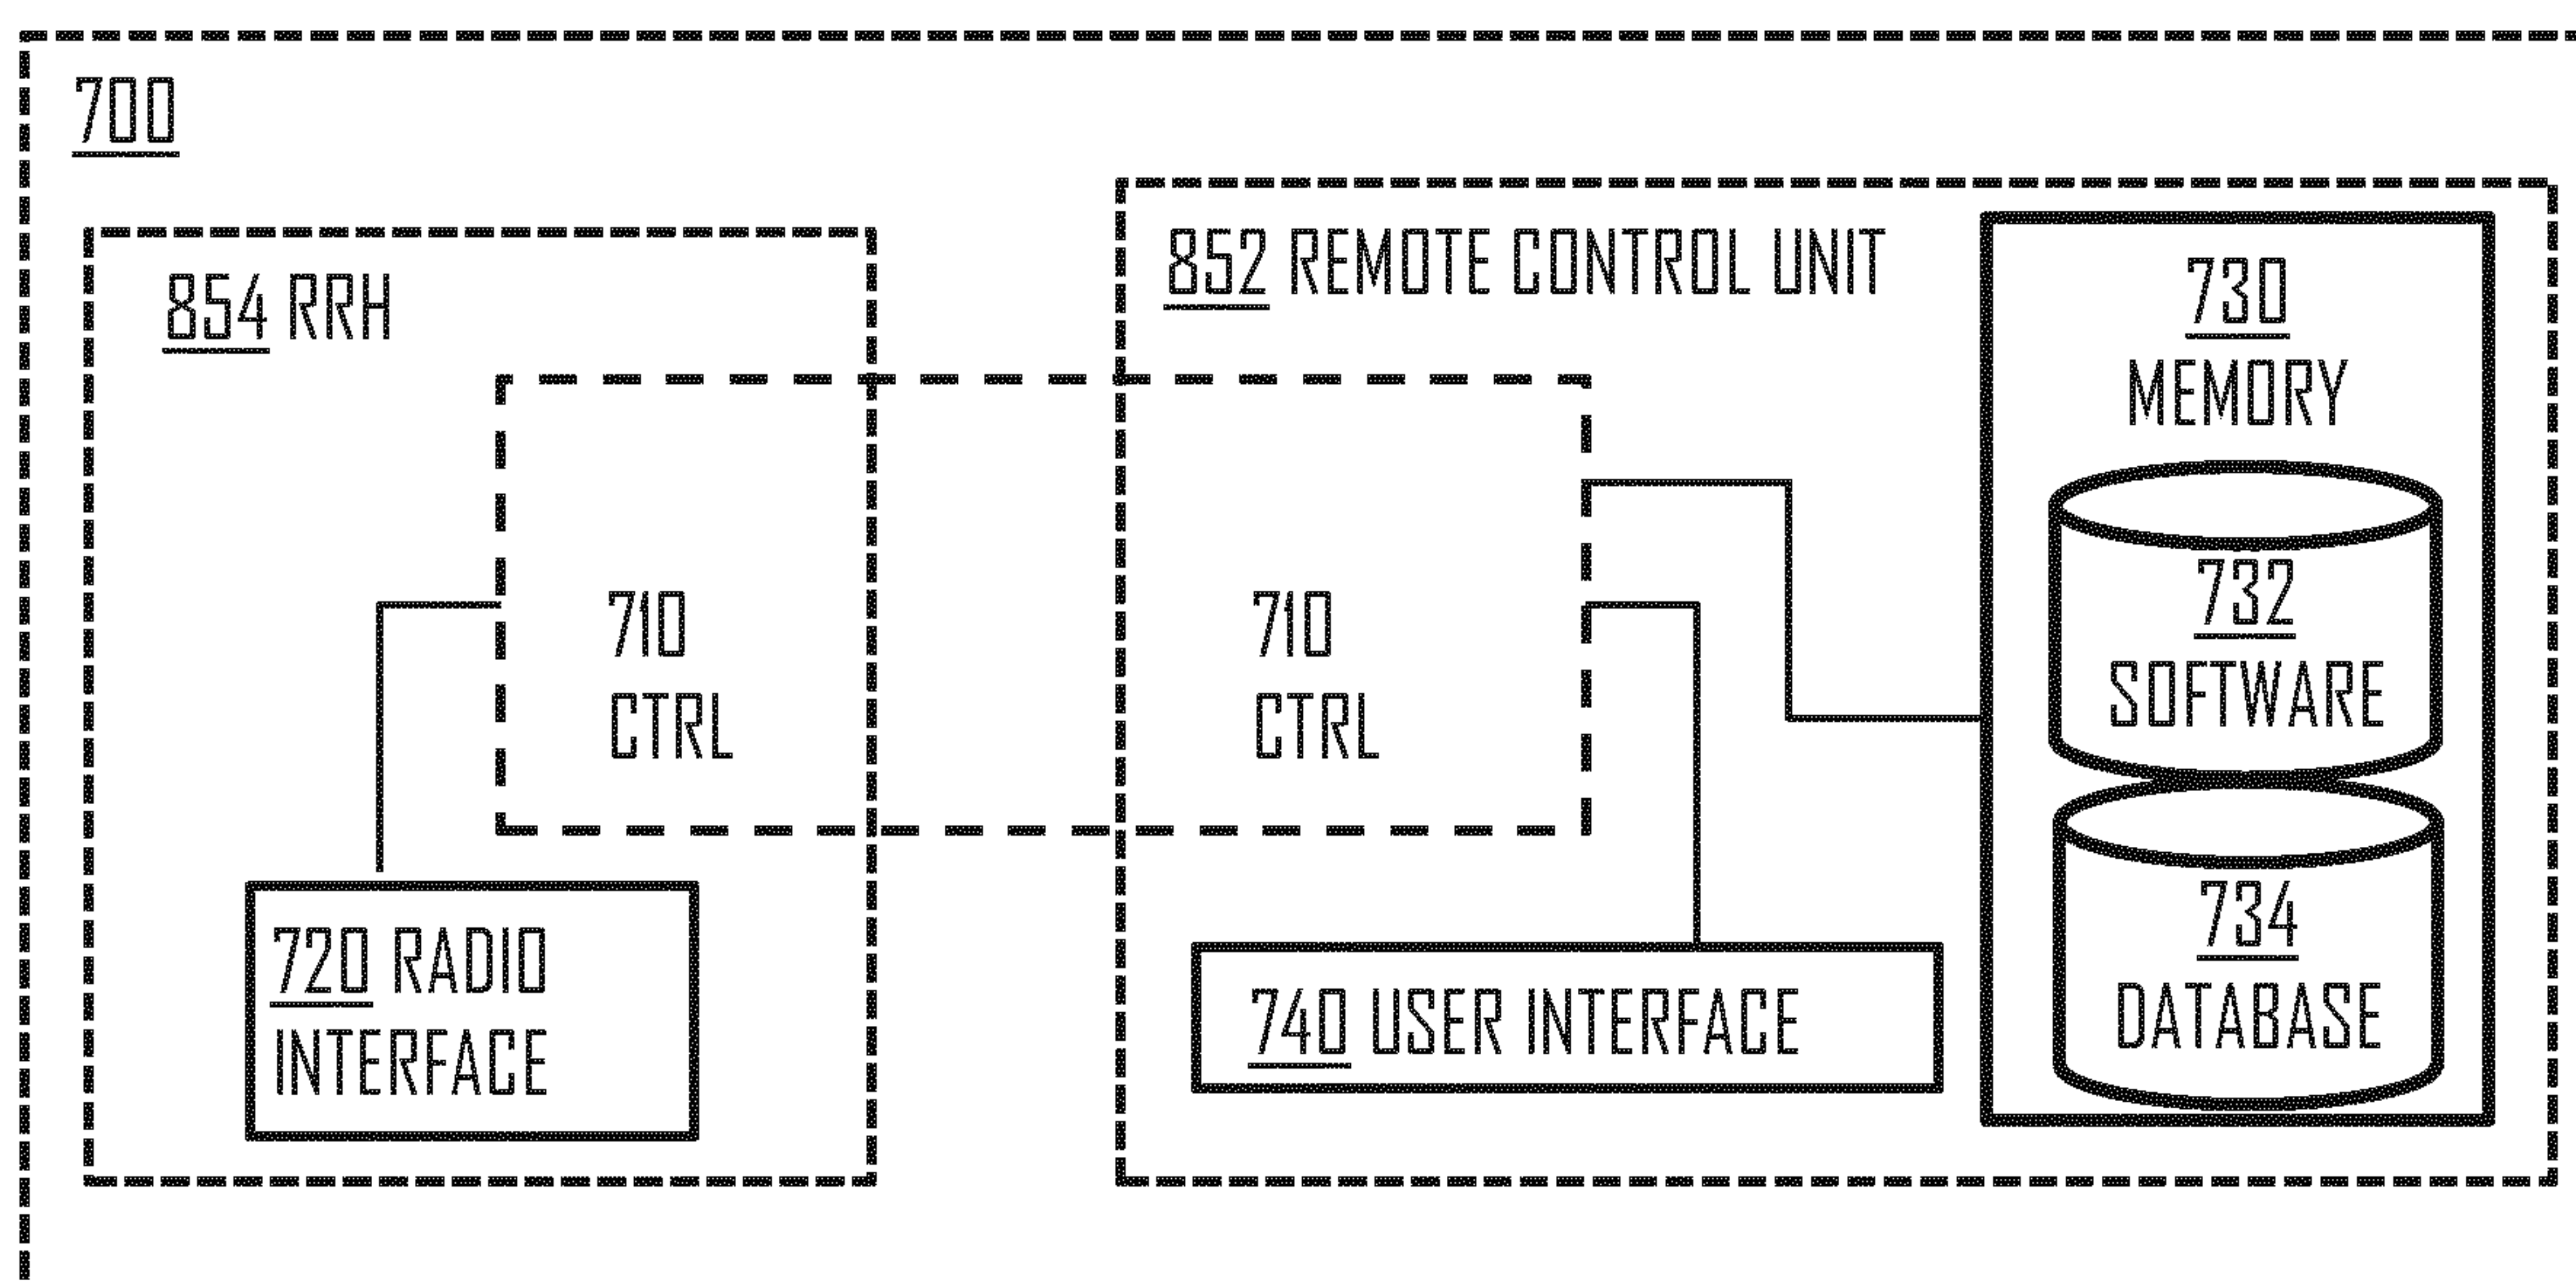 700
854 RRH
852 REMOTE CONTROL UNIT
730
MEMORY
732
SOFTWARE
734
DATABASE
710
CTRL
710
CTRL
720 RADIO
INTERFACE
740 USER INTERFACE